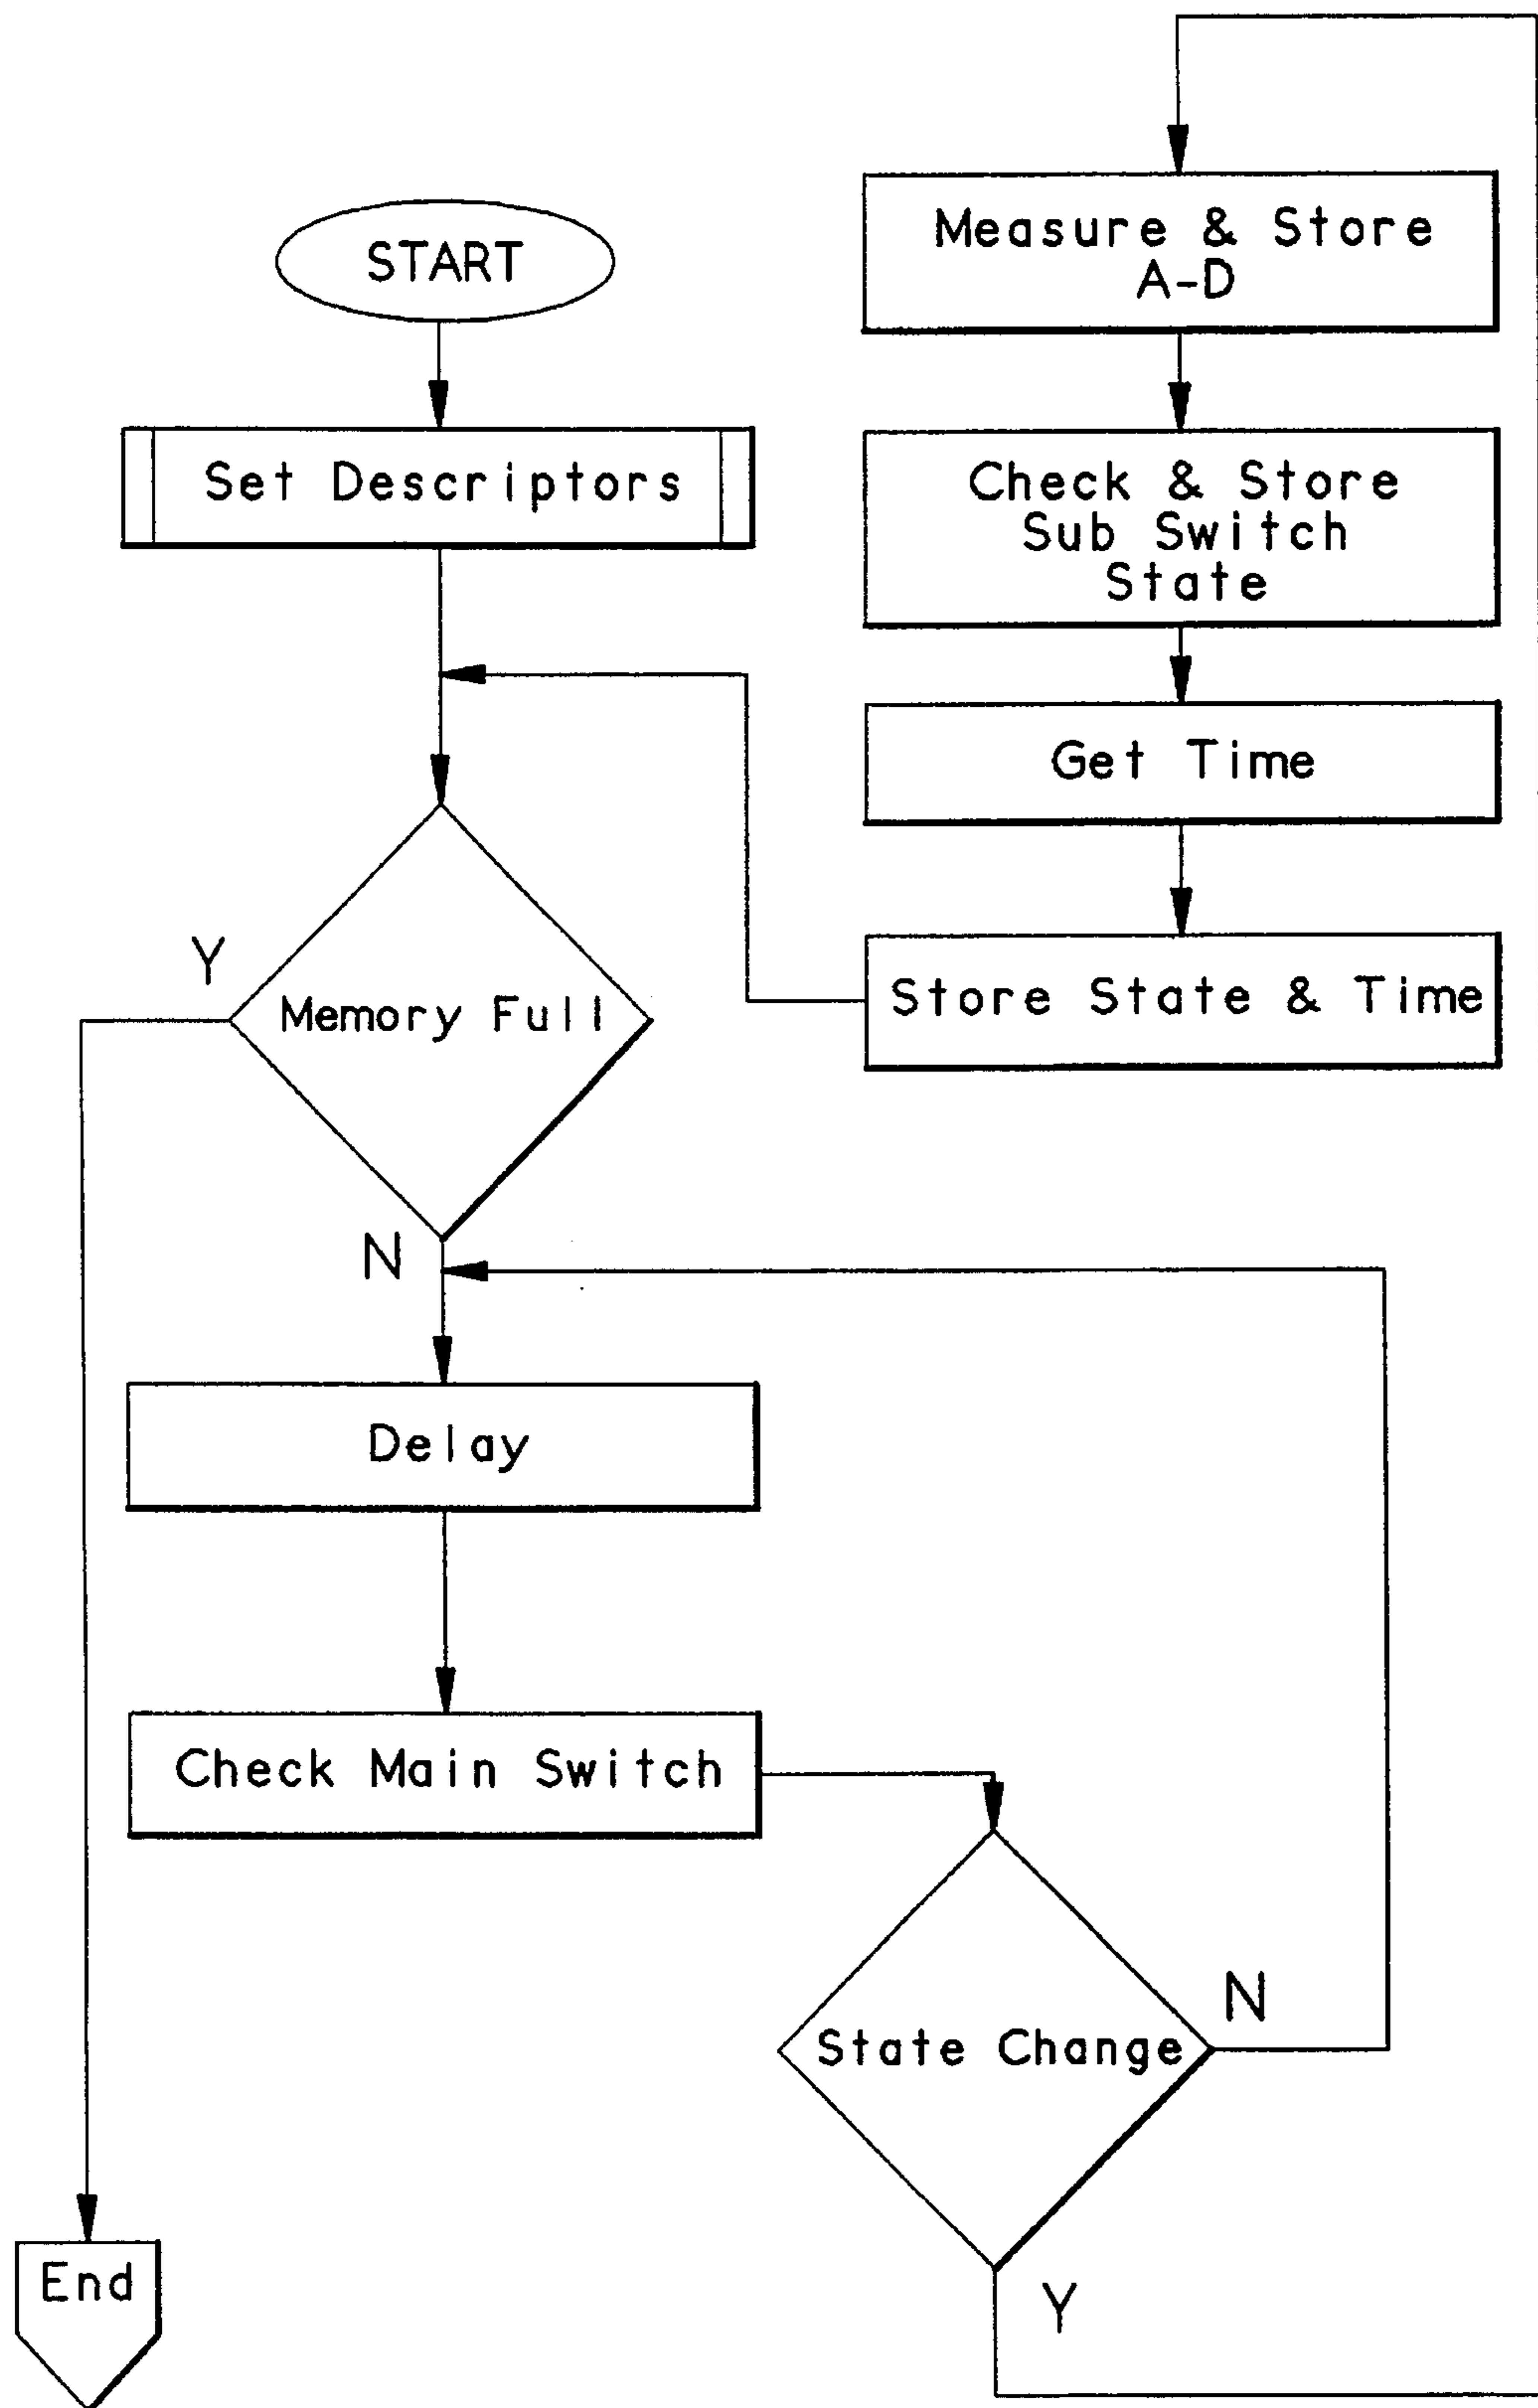 START
Set Descriptors
Y
Memory Full
N
Delay
Check Main Switch
State Change
N
Y
End
Measure & Store
A-D
Check & Store
Sub Switch
State
Get Time
Store State & Time